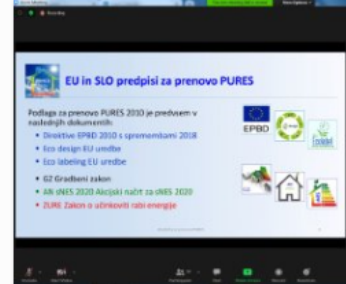 Recording
EU in SLO predpisi za prenovo PURES
Podlaga za prenovo PURES 2010 je predvsem v
naslednjih dokumentih:
Direktive EPBD 2010 s spremembami 2018
Eco design EU uredbe
Eco labeling EU uredbe
GZ Gradbeni zakon
AN sNES 2020 Akcijski načrt za sNES 2020
ZURE Zakon o učinkoviti rabi energije
EPBD